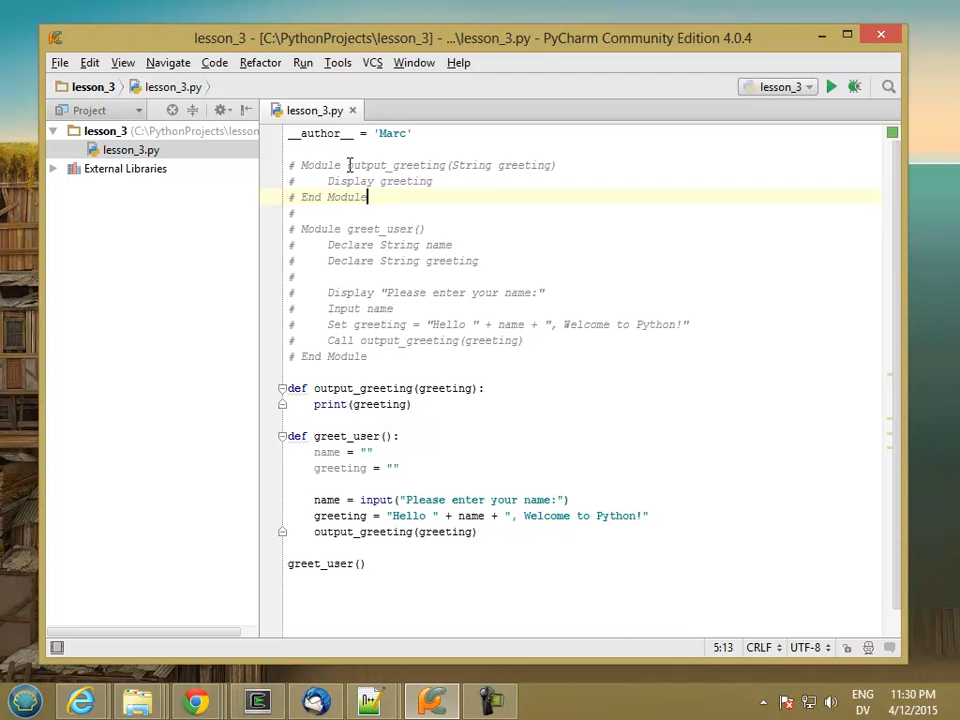 lesson_3 - [C:\PythonProjects\lesson_3] - ...\lesson_3.py - PyCharm Community Edition 4.0.4
File Edit View Navigate Code Refactor Run Tools VCS Window Help
lesson_3 lesson_3.py lesson_3
Project lesson_3.py
lesson_3 (C:\PythonProjects\lesson
lesson_3.py
External Libraries
__author__ = 'Marc'
# Module output_greeting(String greeting)
#     Display greeting
# End Module
#
# Module greet_user()
#     Declare String name
#     Declare String greeting
#
#     Display "Please enter your name:"
#     Input name
#     Set greeting = "Hello " + name + ", Welcome to Python!"
#     Call output_greeting(greeting)
# End Module
def output_greeting(greeting):
    print(greeting)
def greet_user():
    name = ""
    greeting = ""
    name = input("Please enter your name:")
    greeting = "Hello " + name + ", Welcome to Python!"
    output_greeting(greeting)
greet_user()
5:13 CRLF UTF-8
ENG 11:30 PM
DV 4/12/2015